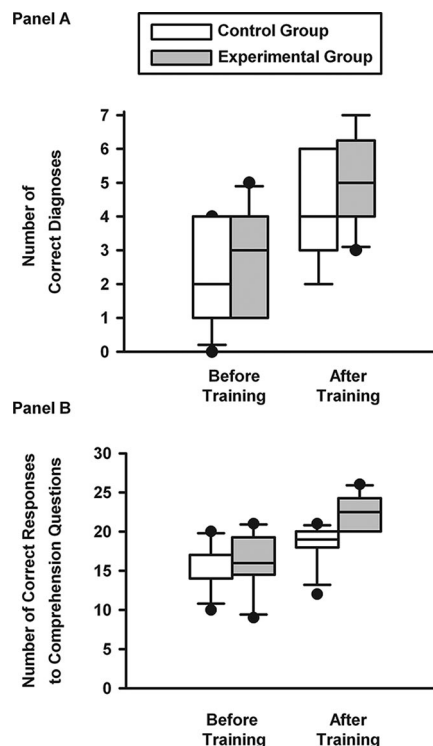 Panel A
Control Group
Experimental Group
Number of
Correct Diagnoses
7
6
5
4
3
2
1
0
Before
Training
After
Training
Panel B
Number of Correct Responses
to Comprehension Questions
30
25
20
15
10
5
0
Before
Training
After
Training